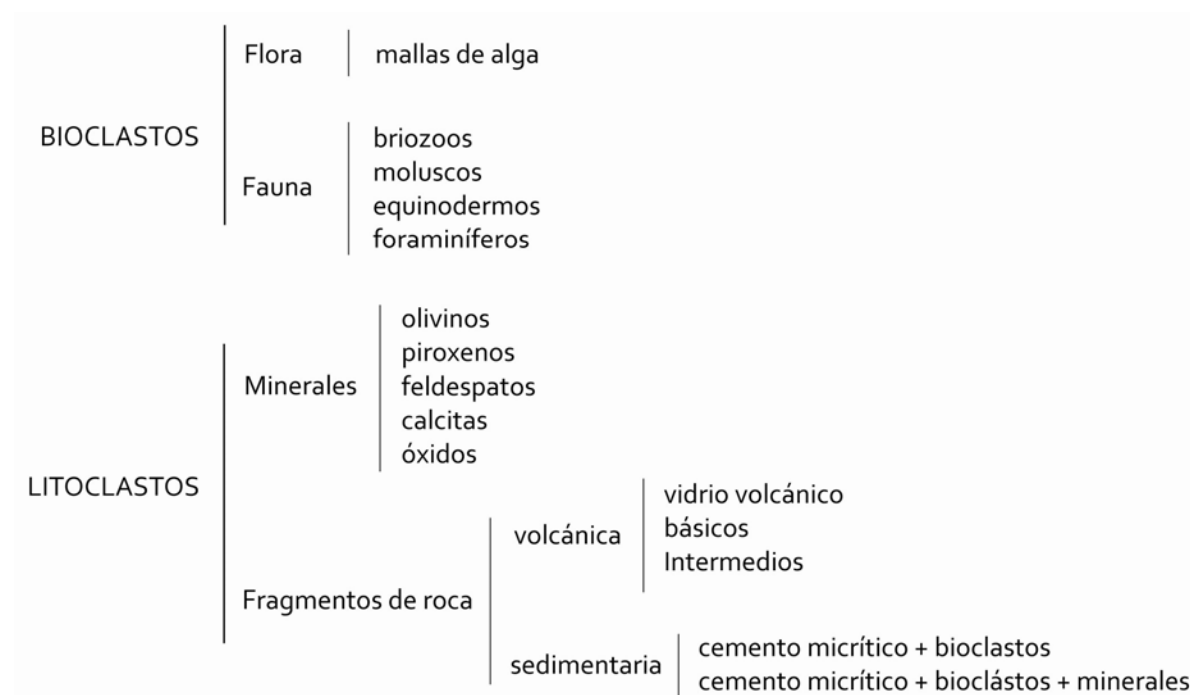 BIOCLASTOS
Flora
mallas de alga
Fauna
briozoos
moluscos
equinodermos
foraminíferos
LITOCLASTOS
Minerales
olivinos
piroxenos
feldespatos
calcitas
óxidos
Fragmentos de roca
volcánica
vidrio volcánico
básicos
Intermedios
sedimentaria
cemento micrítico + bioclastos
cemento micrítico + bioclástos + minerales